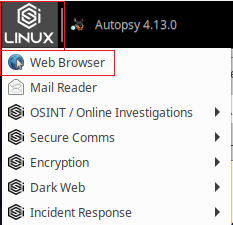 LINUX
Autopsy 4.13.0
Web Browser
Mail Reader
OSINT / Online Investigations
Secure Comms
Encryption
Dark Web
Incident Response